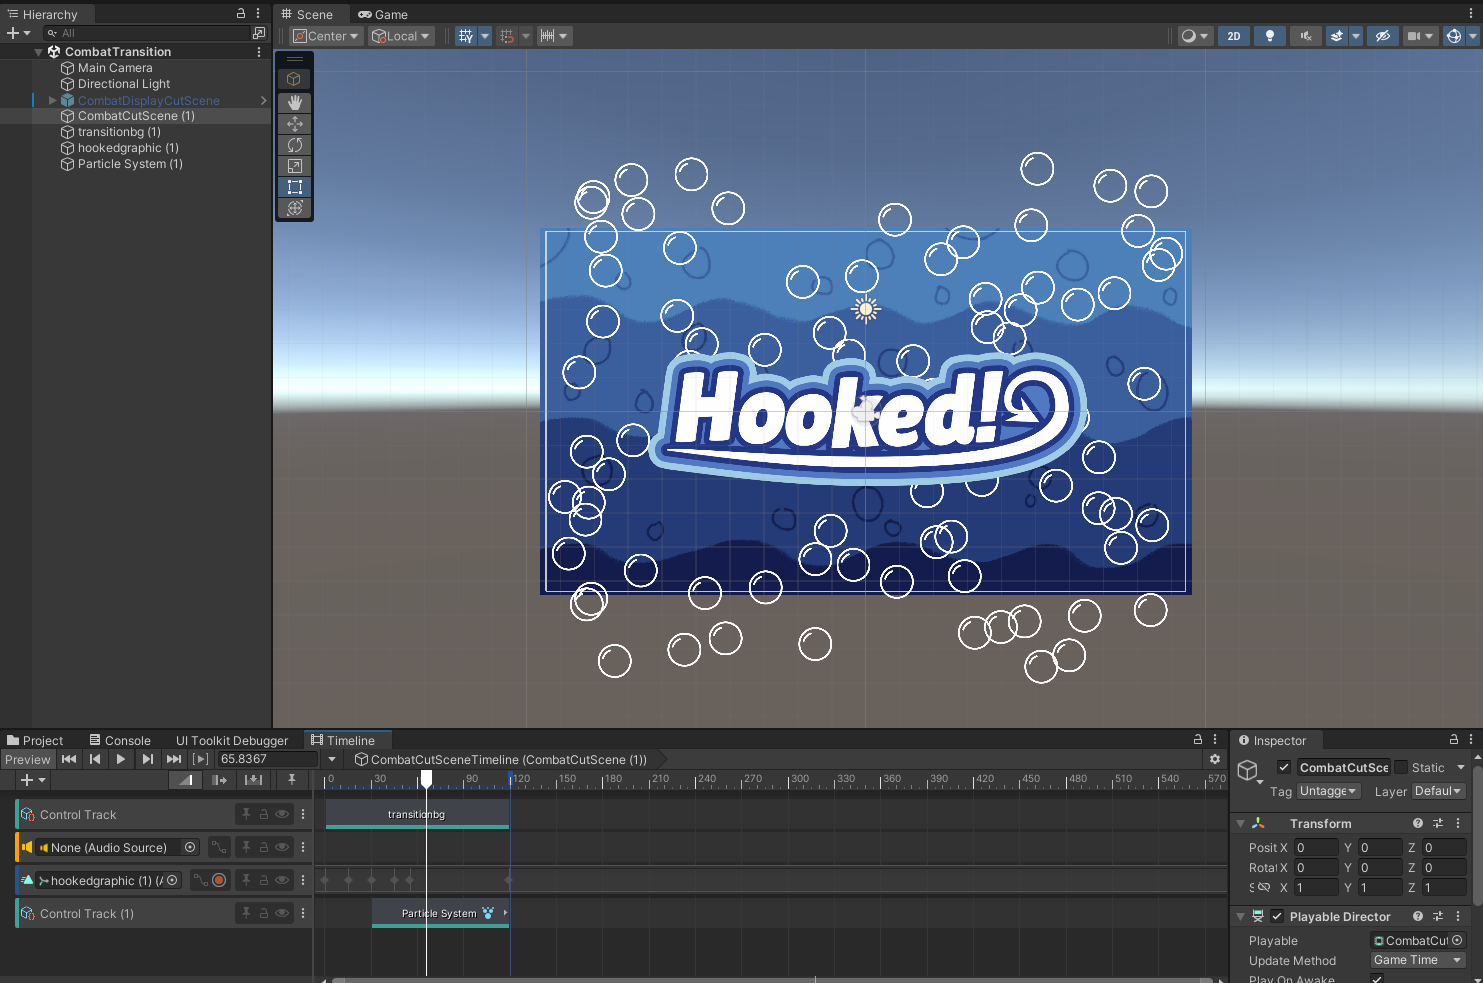 Hierarchy
All
CombatTransition
Main Camera
Directional Light
CombatDisplayCutScene
CombatCutScene (1)
transitionbg (1)
hookedgraphic (1)
Particle System (1)
Scene
Game
Center
Local
2D
Hooked!
Project
Console
UI Toolkit Debugger
Timeline
Preview
65.8367
CombatCutSceneTimeline (CombatCutScene (1))
0 30 90 120 150 180 210 240 270 300 330 360 390 420 450 480 510 540 570
Control Track
transitionbg
None (Audio Source)
hookedgraphic (1) (A
Control Track (1)
Particle System
Inspector
CombatCutSce
Static
Tag
Untagge
Layer
Defaul
Transform
Posit X 0 Y 0 Z 0
Rotat X 0 Y 0 Z 0
S X 1 Y 1 Z 1
Playable Director
Playable
CombatCut
Update Method
Game Time
Play On Awake